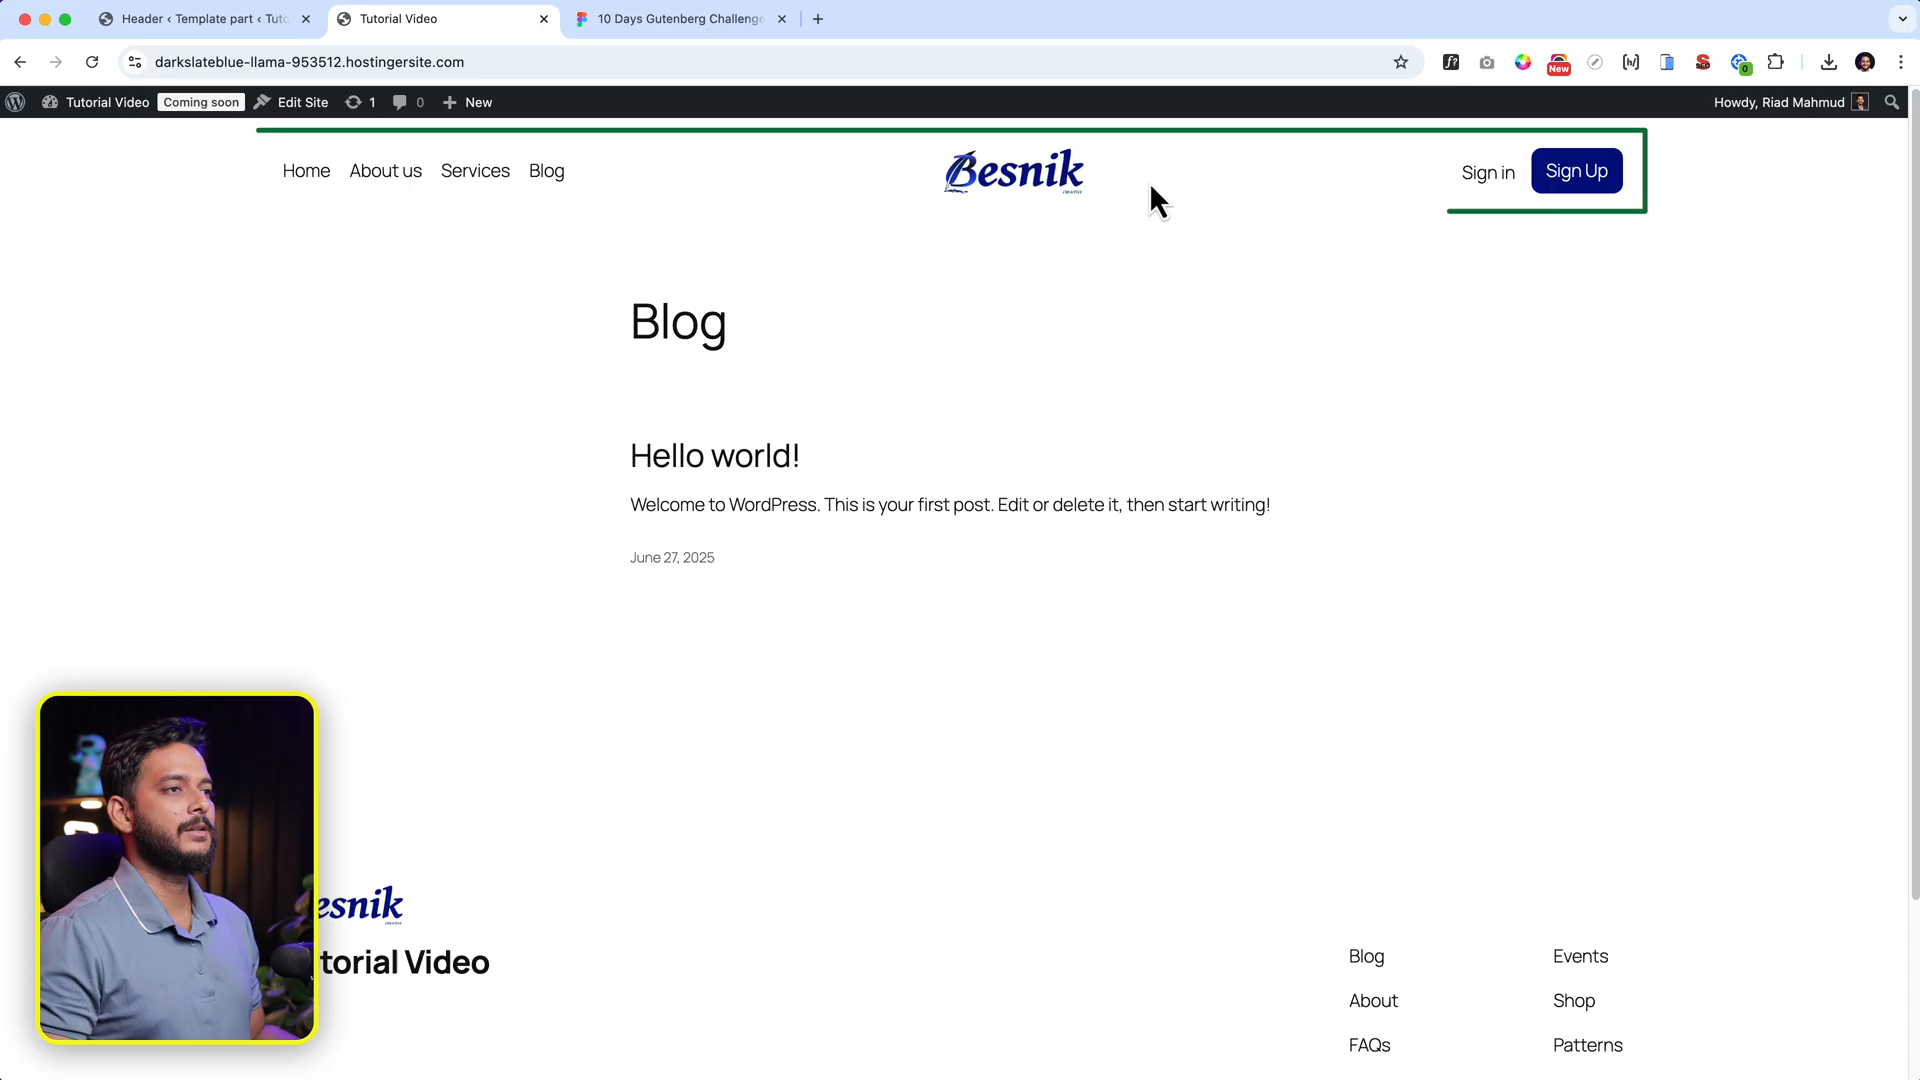 Header ‹ Template part ‹ Tuto
Tutorial Video
10 Days Gutenberg Challenge
darkslateblue-llama-953512.hostingersite.com
New
0
Tutorial Video
Coming soon
Edit Site
1
0
New
Howdy, Riad Mahmud
Home
About us
Services
Blog
Besnik
CREATIVE
Sign in
Sign Up
Blog
Hello world!
Welcome to WordPress. This is your first post. Edit or delete it, then start writing!
June 27, 2025
esnik
CREATIVE
torial Video
Blog
Events
About
Shop
FAQs
Patterns